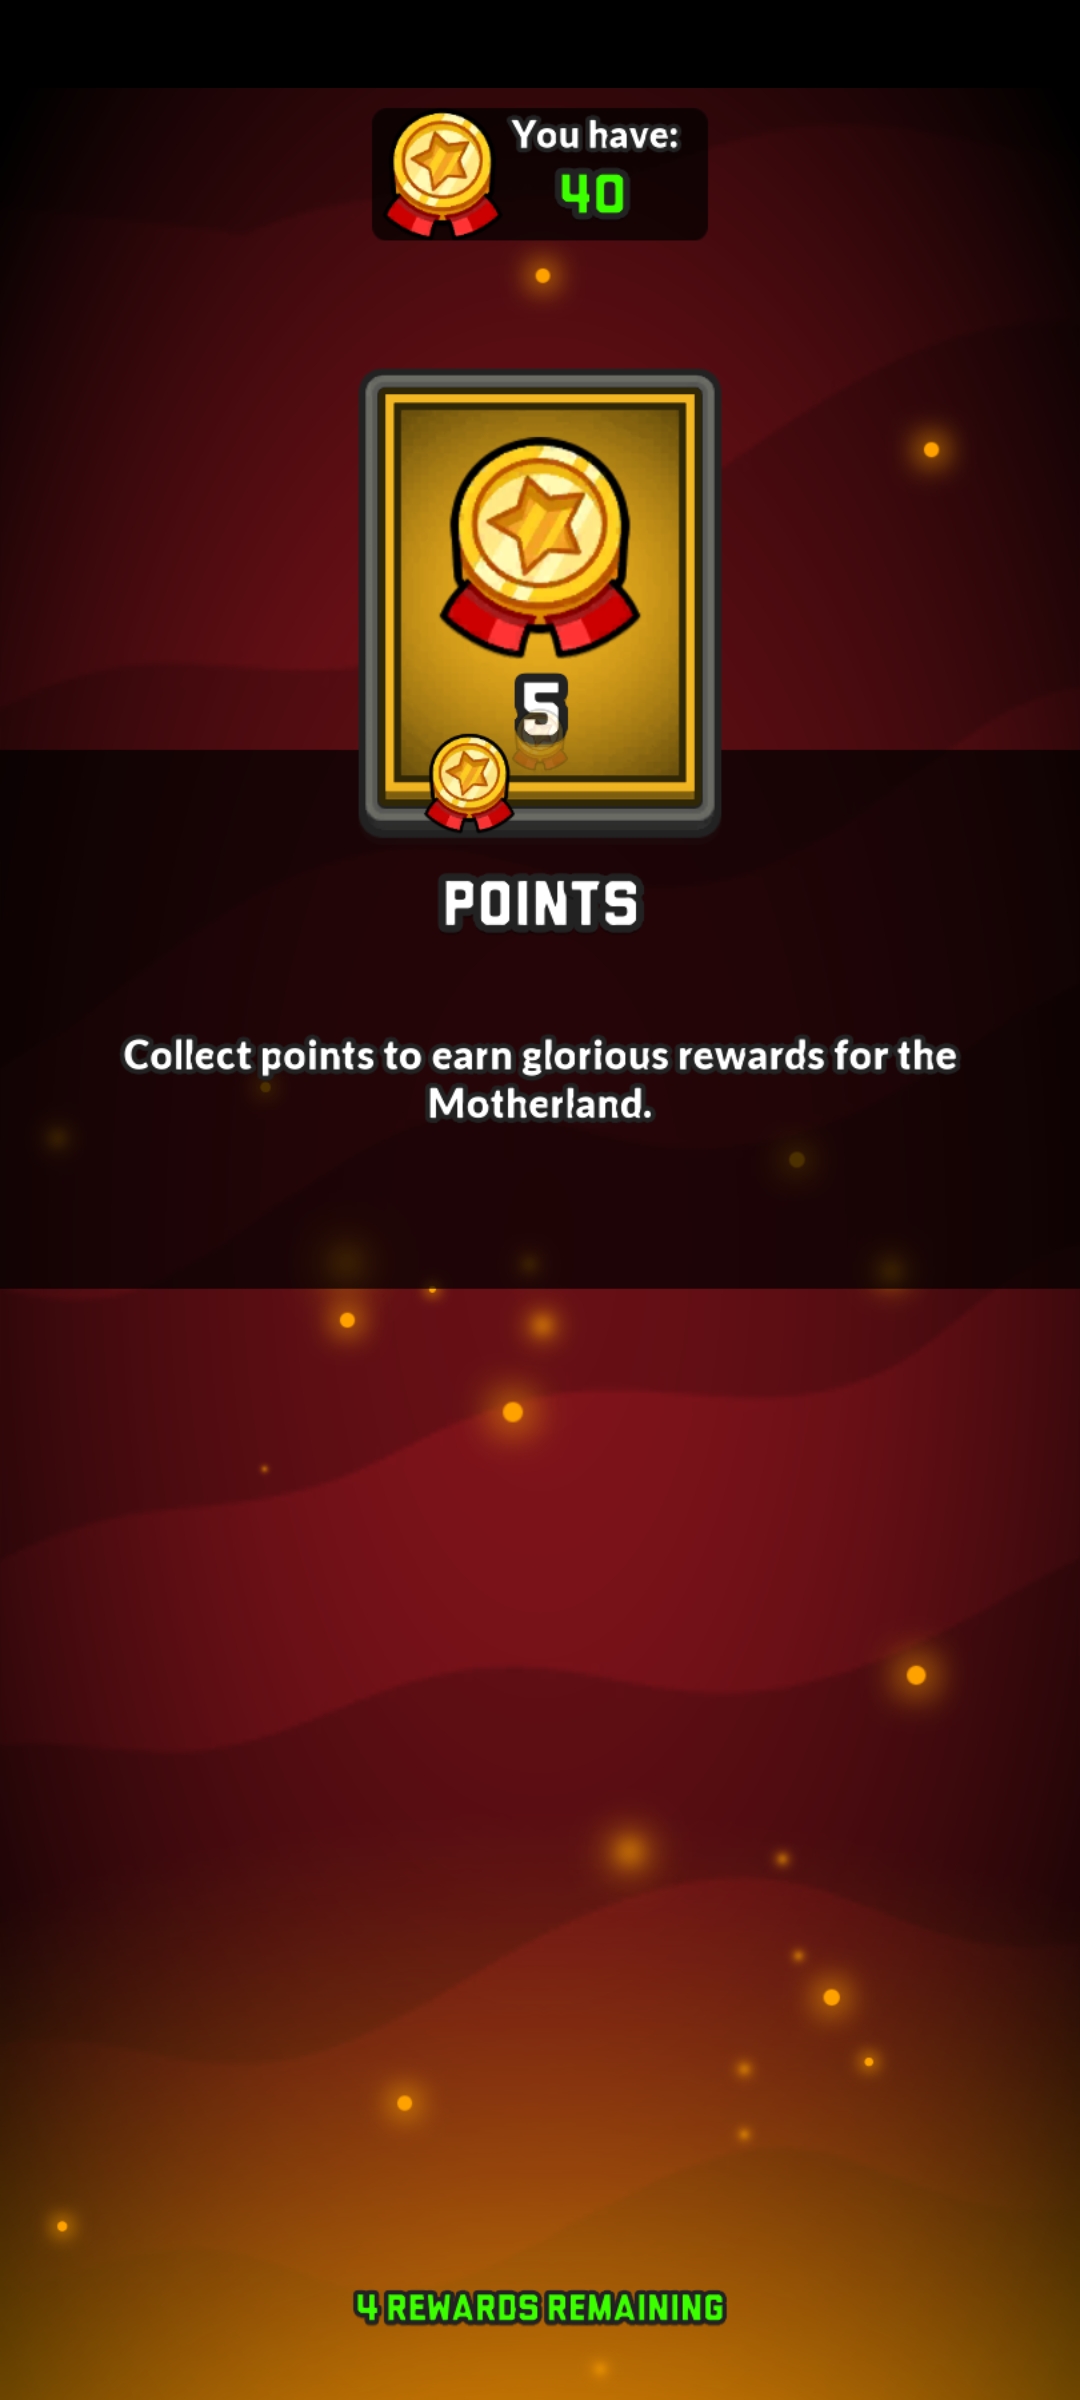 You have:
40
5
POINTS
Collect points to earn glorious rewards for the
Motherland.
4 REWARDS REMAINING